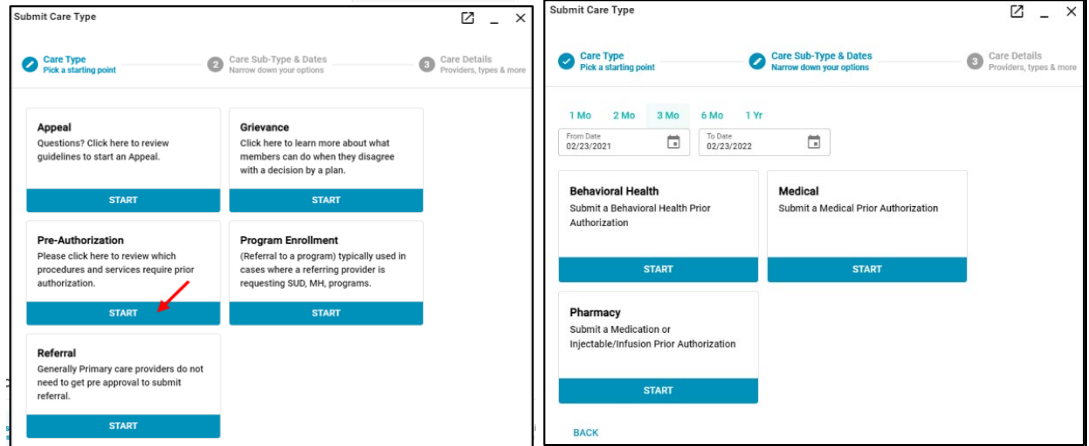 Submit Care Type
Care Type
Pick a starting point
2
Care Sub-Type & Dates
Narrow down your options
3
Care Details
Providers, types & more
Appeal
Questions? Click here to review
guidelines to start an Appeal.
START
Grievance
Click here to learn more about what
members can do when they disagree
with a decision by a plan.
START
Pre-Authorization
Please click here to review which
procedures and services require prior
authorization.
START
Program Enrollment
(Referral to a program) typically used in
cases where a referring provider is
requesting SUD, MH, programs.
START
Referral
Generally Primary care providers do not
need to get pre approval to submit
referral.
START
Submit Care Type
Care Type
Pick a starting point
Care Sub-Type & Dates
Narrow down your options
3
Care Details
Providers, types & more
1 Mo 2 Mo 3 Mo 6 Mo 1 Yr
From Date
02/23/2021
To Date
02/23/2022
Behavioral Health
Submit a Behavioral Health Prior
Authorization
START
Medical
Submit a Medical Prior Authorization
START
Pharmacy
Submit a Medication or
Injectable/Infusion Prior Authorization
START
BACK